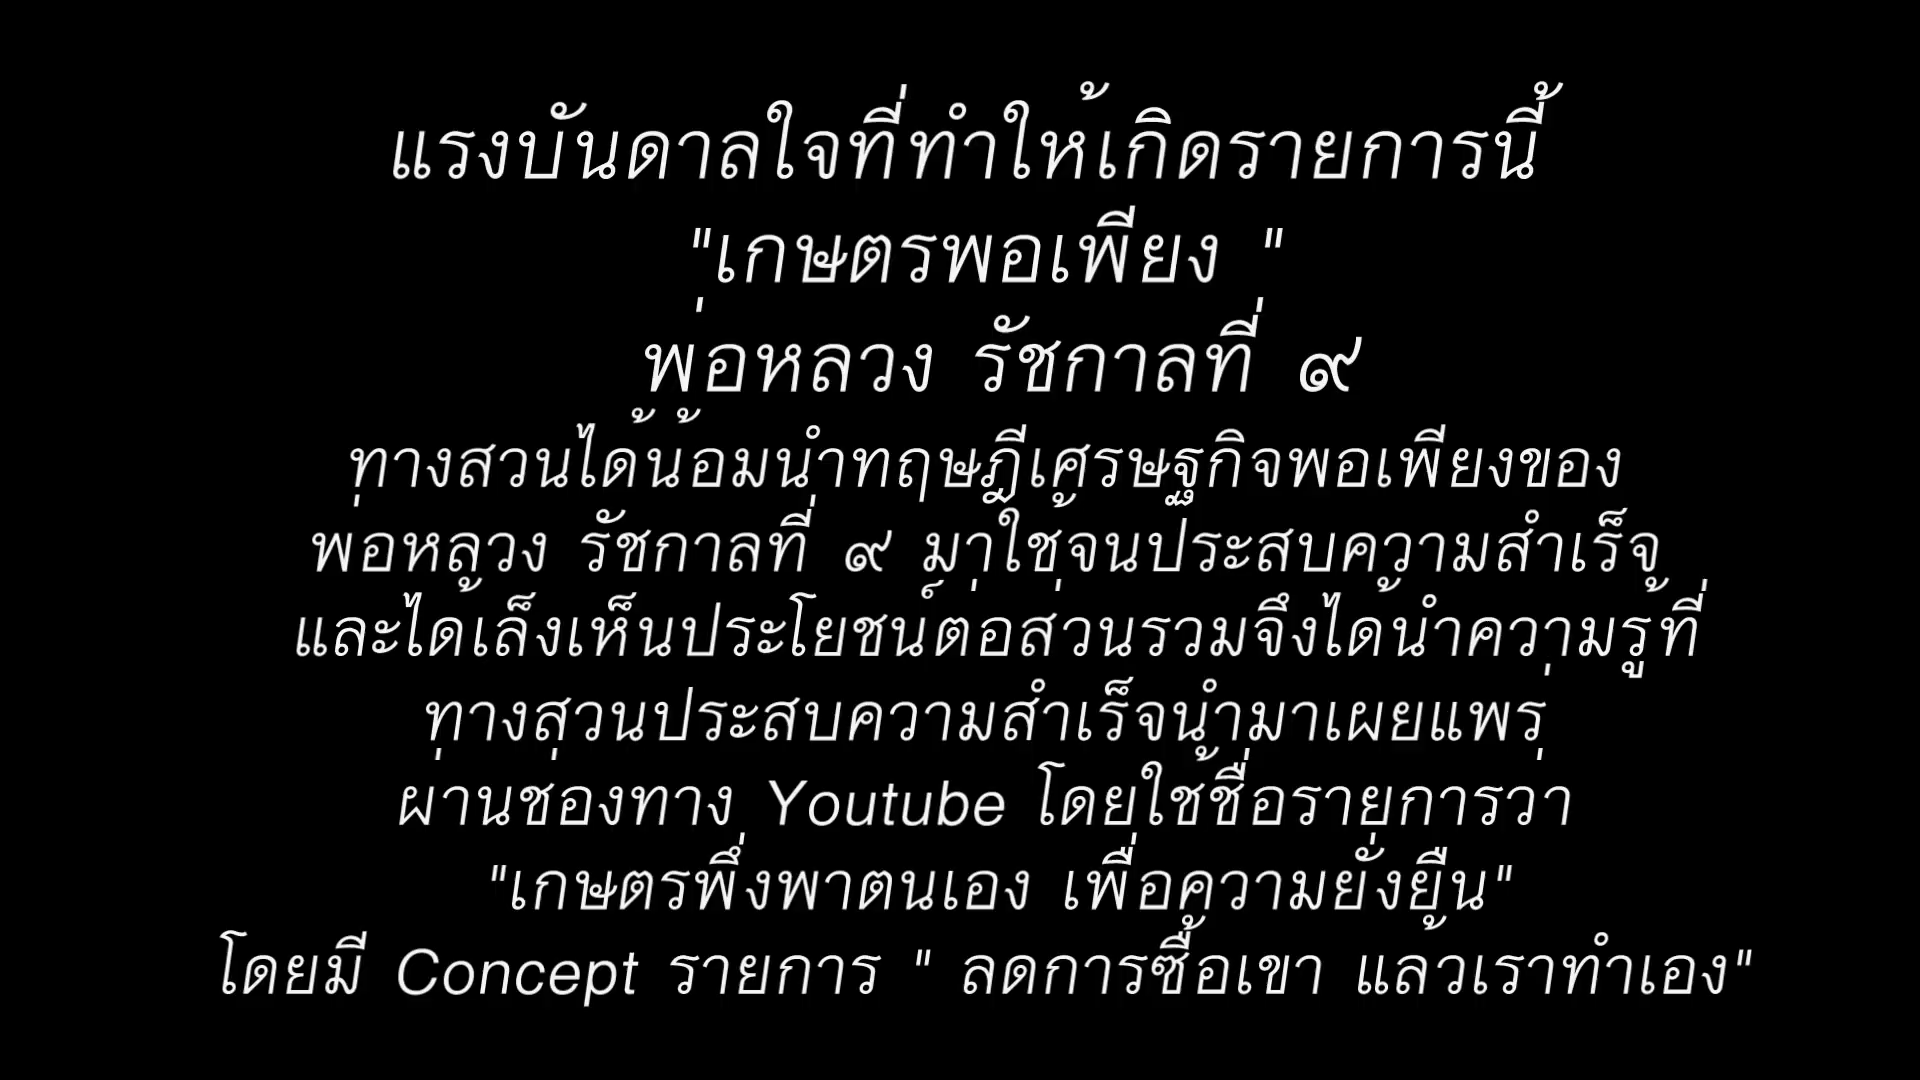 แรงบันดาลใจที่ทำให้เกิดรายการนี้
"เกษตรพอเพียง "
พ่อหลวง รัชกาลที่ ๙
ทางสวนได้น้อมนำทฤษฎีเศรษฐกิจพอเพียงของ
พ่อหลวง รัชกาลที่ ๙ มาใช้จนประสบความสำเร็จ
และได้เล็งเห็นประโยชน์ต่อส่วนรวมจึงได้นำความรู้ที่
ทางสวนประสบความสำเร็จนำมาเผยแพร่
ผ่านช่องทาง Youtube โดยใช้ชื่อรายการว่า
"เกษตรพึ่งพาตนเอง เพื่อความยั่งยืน"
โดยมี Concept รายการ " ลดการซื้อเขา แล้วเราทำเอง"